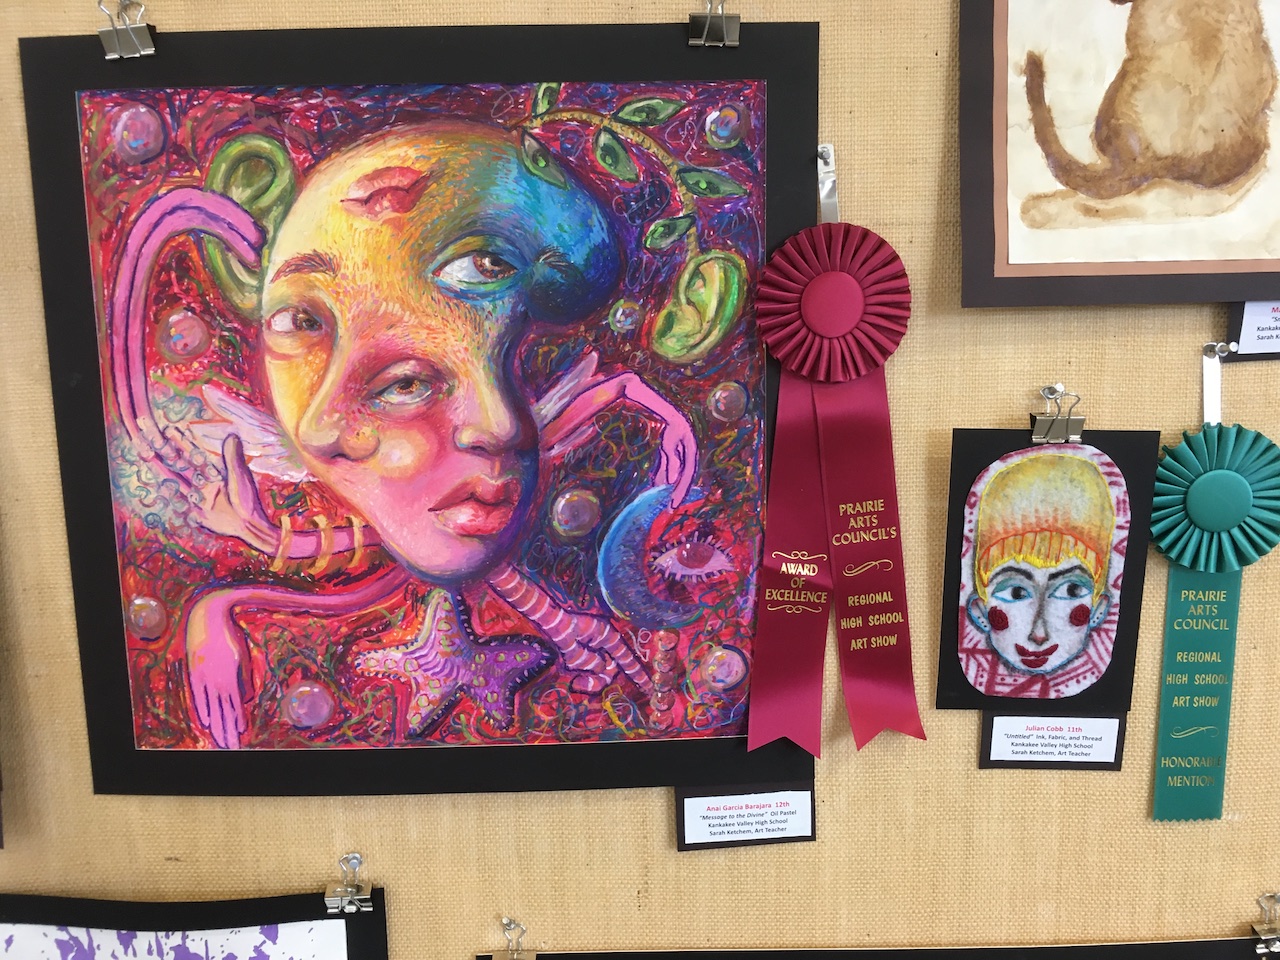 AWARD
OF
EXCELLENCE
PRAIRIE
ARTS
COUNCIL'S
REGIONAL
HIGH SCHOOL
ART SHOW
Anai Garcia Barajara 12th
"Message to the Divine" Oil Pastel
Kankakee Valley High School
Sarah Ketchem, Art Teacher
Julian Cobb 11th
"Untitled" Ink, Fabric, and Thread
Kankakee Valley High School
Sarah Ketchem, Art Teacher
PRAIRIE
ARTS
COUNCIL
REGIONAL
HIGH SCHOOL
ART SHOW
HONORABLE
MENTION
Kankakee
Sarah K